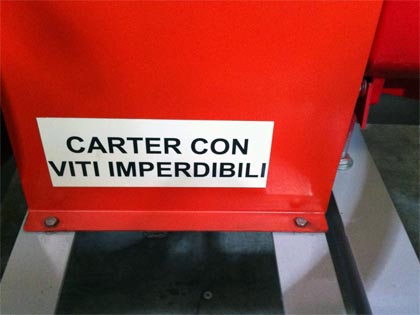 CARTER CON
VITI IMPERDIBILI